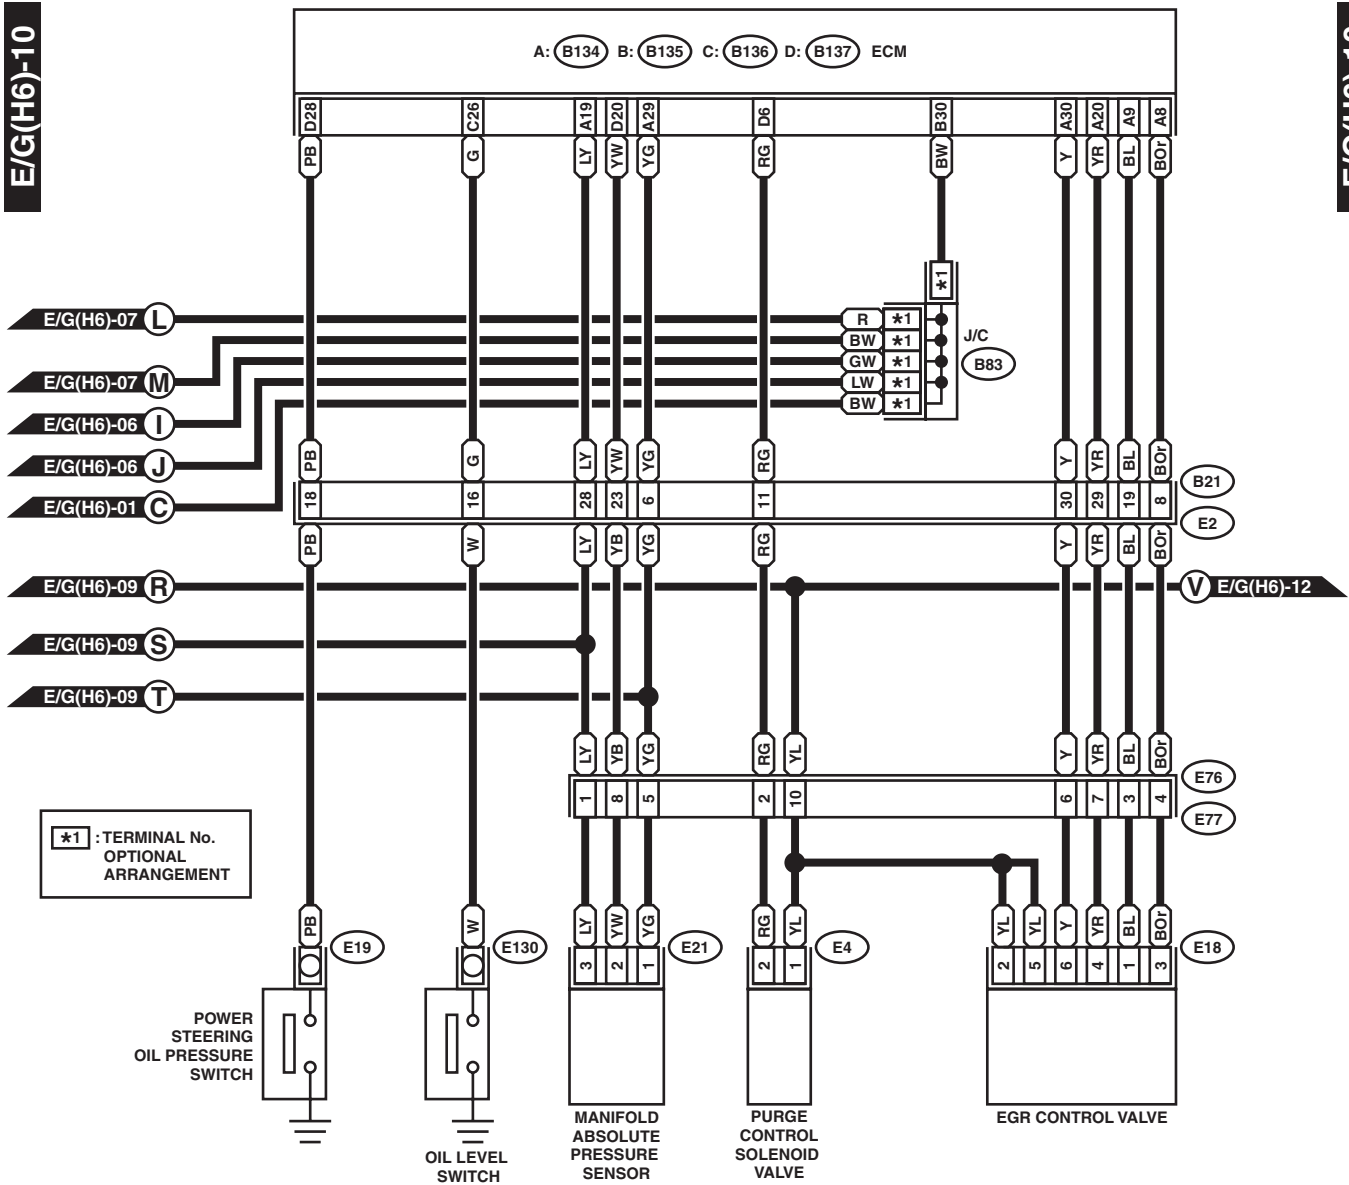 E/G(H6)-10
A: B134 B: B135 C: B136 D: B137 ECM
D28 C26 A19 D20 A29 D6 B30 A30 A20 A9 A8
PB G LY YW YG RG BW Y YR BL BOr
*1
E/G(H6)-07 L R *1
J/C
BW *1
E/G(H6)-07 M GW *1 B83
LW *1
BW *1
E/G(H6)-06 I
E/G(H6)-06 J
PB G LY YW YG RG Y YR BL BOr
B21
E/G(H6)-01 C 18 16 28 23 6 11 30 29 19 8
E2
PB W LY YB YG RG Y YR BL BOr
E/G(H6)-09 R V E/G(H6)-12
E/G(H6)-09 S
E/G(H6)-09 T
LY YB YG RG YL Y YR BL BOr
E76
1 8 5 2 10 6 7 3 4
E77
*1 : TERMINAL No.
OPTIONAL
ARRANGEMENT
PB W LY YW YG RG YL YL YL Y YR BL BOr
E19 E130 E21 E4 E18
3 2 1 2 1 2 5 6 4 1 3
POWER
STEERING
OIL PRESSURE
SWITCH
OIL LEVEL
SWITCH
MANIFOLD
ABSOLUTE
PRESSURE
SENSOR
PURGE
CONTROL
SOLENOID
VALVE
EGR CONTROL VALVE